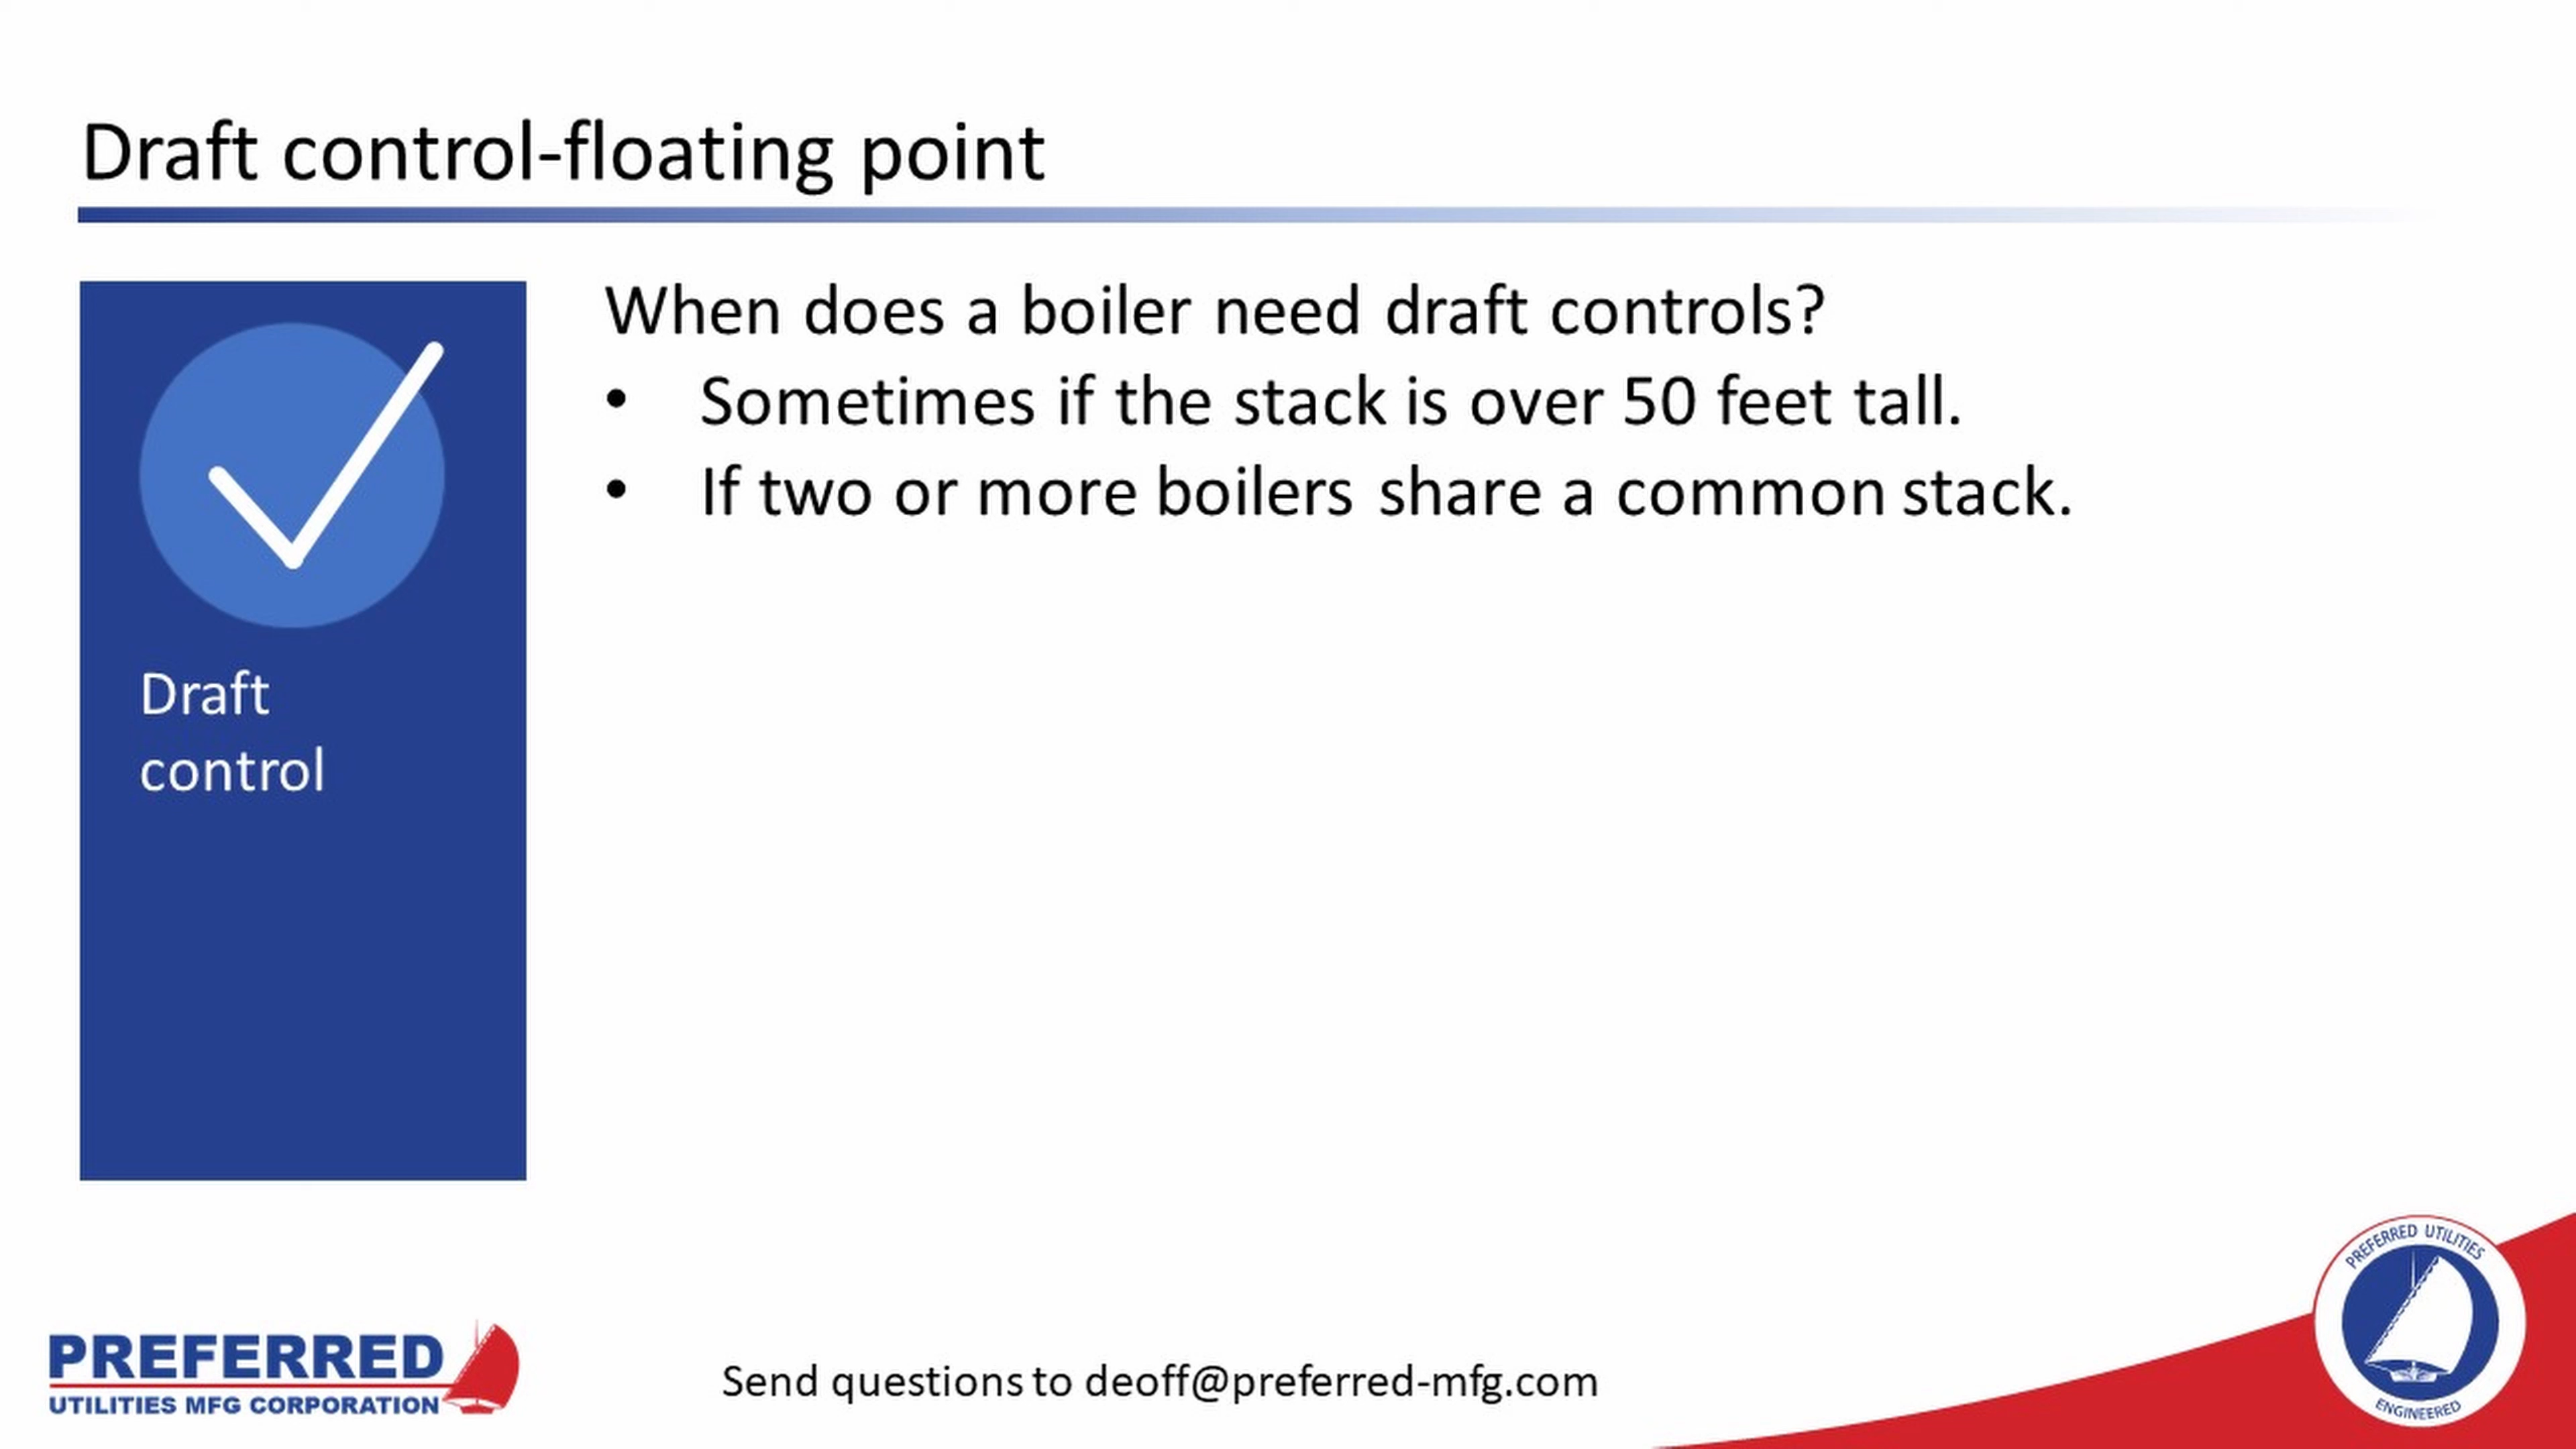 Draft control-floating point
When does a boiler need draft controls?
• Sometimes if the stack is over 50 feet tall.
• If two or more boilers share a common stack.
Draft
control
PREFERRED
UTILITIES MFG CORPORATION
Send questions to deoff@preferred-mfg.com
PREFERRED UTILITIES
ENGINEERED